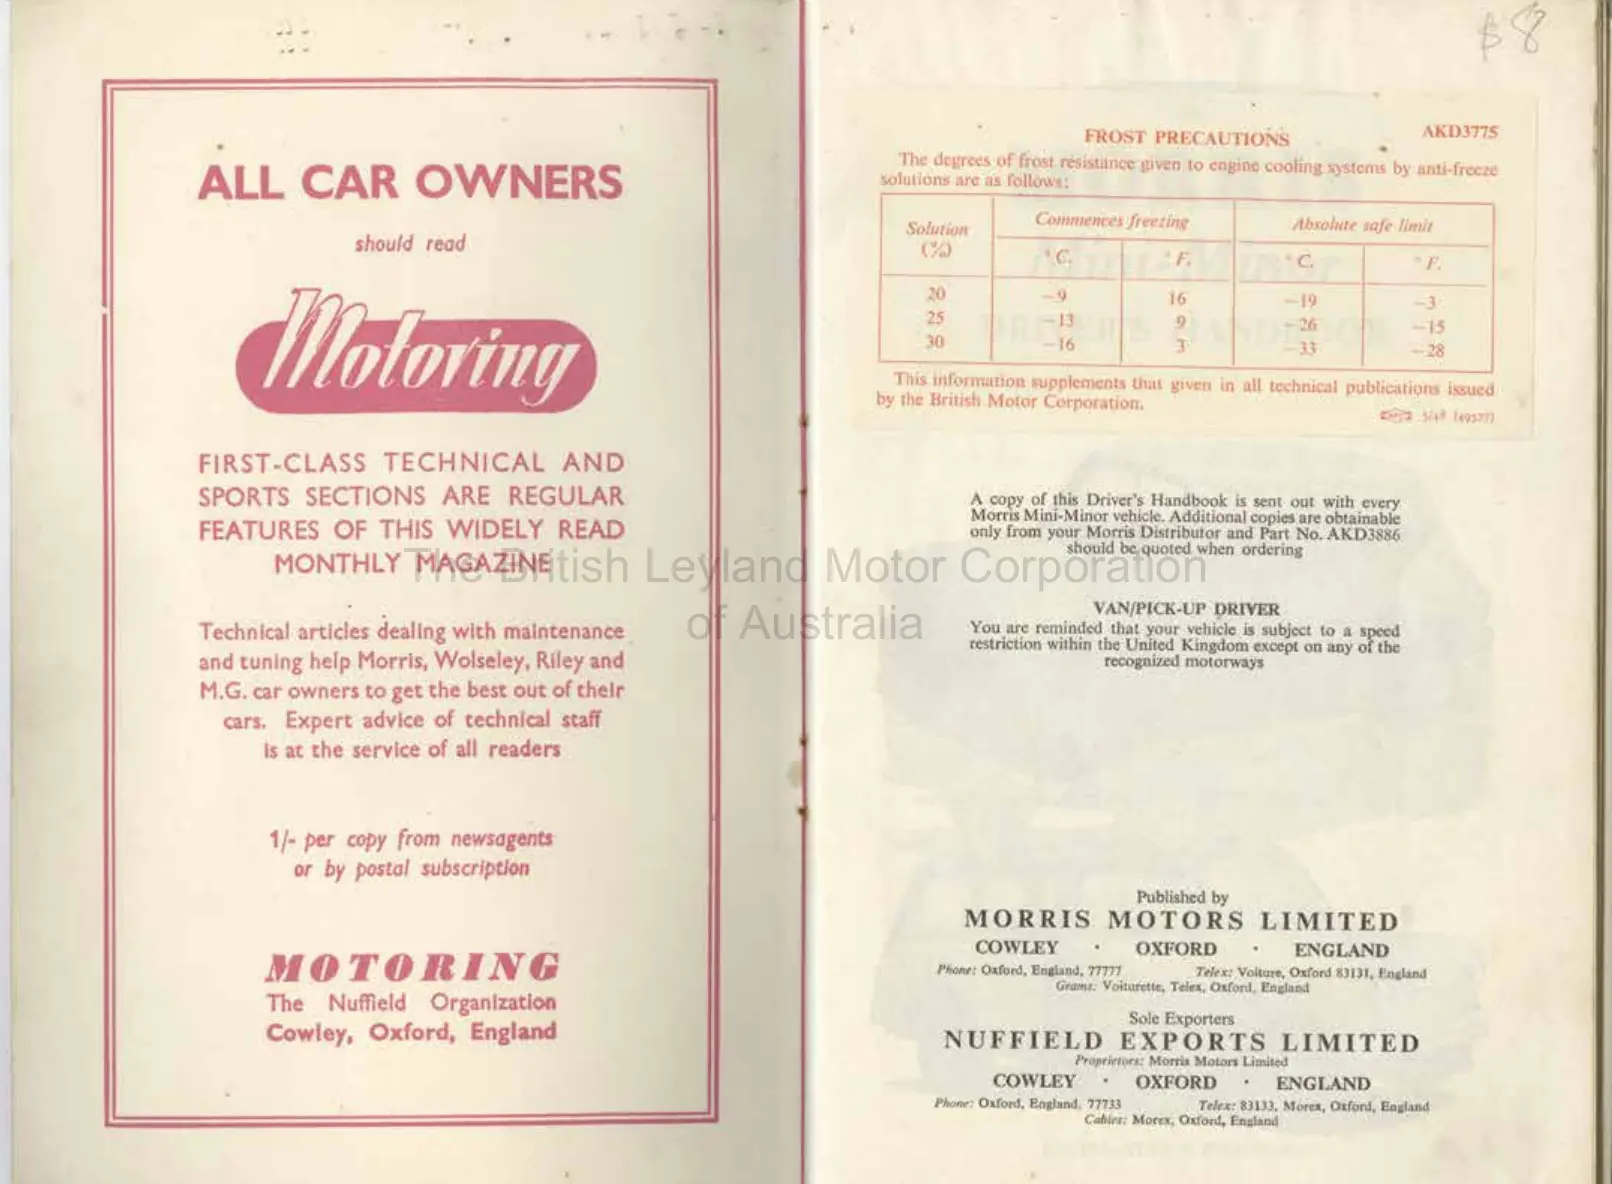 ALL CAR OWNERS
should read
Motoring
FIRST-CLASS TECHNICAL AND
SPORTS SECTIONS ARE REGULAR
FEATURES OF THIS WIDELY READ
MONTHLY MAGAZINE
Technical articles dealing with maintenance
and tuning help Morris, Wolseley, Riley and
M.G. car owners to get the best out of their
cars. Expert advice of technical staff
is at the service of all readers
1/- per copy from newsagents
or by postal subscription
MOTORING
The Nuffield Organization
Cowley, Oxford, England
$8
FROST PRECAUTIONS AKD3775
The degrees of frost resistance given to engine cooling systems by anti-freeze
solutions are as follows:
Solution (%) Commences freezing Absolute safe limit
°C. °F. °C. °F.
20 —9 16 —19 —3
25 —13 9 —26 —15
30 —16 3 —33 —28
This information supplements that given in all technical publications issued
by the British Motor Corporation.
A copy of this Driver's Handbook is sent out with every
Morris Mini-Minor vehicle. Additional copies are obtainable
only from your Morris Distributor and Part No. AKD3886
should be quoted when ordering
The British Leyland Motor Corporation
of Australia
VAN/PICK-UP DRIVER
You are reminded that your vehicle is subject to a speed
restriction within the United Kingdom except on any of the
recognized motorways
Published by
MORRIS MOTORS LIMITED
COWLEY · OXFORD · ENGLAND
Phone: Oxford, England, 77777 Telex: Voiture, Oxford 83131, England
Grams: Voiturette, Telex, Oxford, England
Sole Exporters
NUFFIELD EXPORTS LIMITED
Proprietors: Morris Motors Limited
COWLEY · OXFORD · ENGLAND
Phone: Oxford, England, 77733 Telex: 83133, Morex, Oxford, England
Cables: Morex, Oxford, England